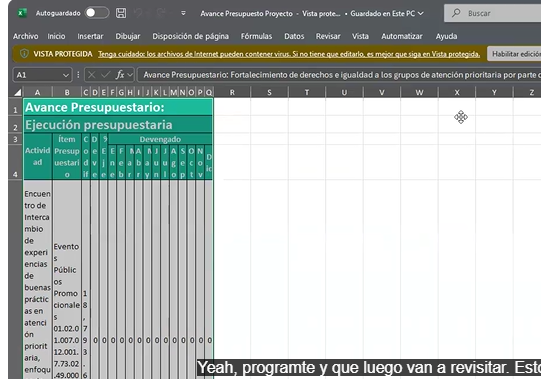 Autoguardado
Avance Presupuesto Proyecto - Vista prote... • Guardado en Este PC
Buscar
Archivo Inicio Insertar Dibujar Disposición de página Fórmulas Datos Revisar Vista Automatizar Ayuda
VISTA PROTEGIDA Tenga cuidado: los archivos de Internet pueden contener virus. Si no tiene que editarlo, es mejor que siga en Vista protegida.
Habilitar edición
A1
fx
Avance Presupuestario: Fortalecimiento de derechos e igualdad a los grupos de atención prioritaria por parte d
A B C D E F G H I J K L M N O P Q R S T U V W X Y Z
1 Avance Presupuestario:
2 Ejecución presupuestaria
3
Devengado
4
Activid
ad
Ítem
Presup
uestari
o
Encuen
tro de
Interca
mbio
de
experi
encias
de
buenas
práctic
as en
atenci
ón
priorit
aria,
enfoqu
Evento
s
Públic
os
Promo
cionale
s
01.02.0
1.007.0
12.001.
7.73.02
.49.000
1
8
,
7
9
3
0 0 0 0 0 0 0 0 0 0 0 0
Yeah, programte y que luego van a revisitar. Esto